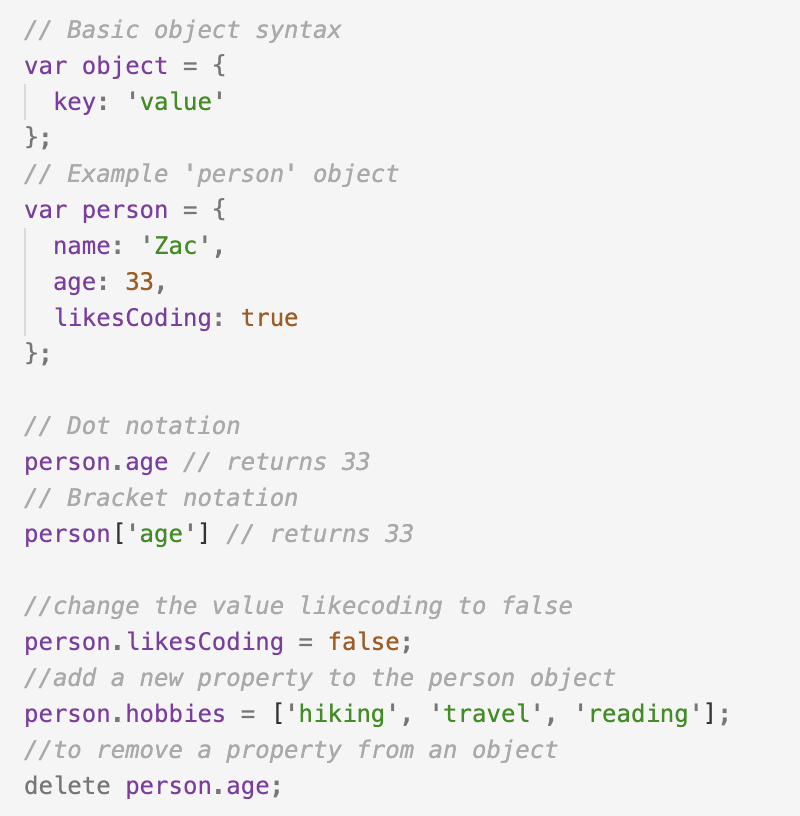 // Basic object syntax
var object = {
  key: 'value'
};
// Example 'person' object
var person = {
  name: 'Zac',
  age: 33,
  likesCoding: true
};

// Dot notation
person.age // returns 33
// Bracket notation
person['age'] // returns 33

//change the value likecoding to false
person.likesCoding = false;
//add a new property to the person object
person.hobbies = ['hiking', 'travel', 'reading'];
//to remove a property from an object
delete person.age;